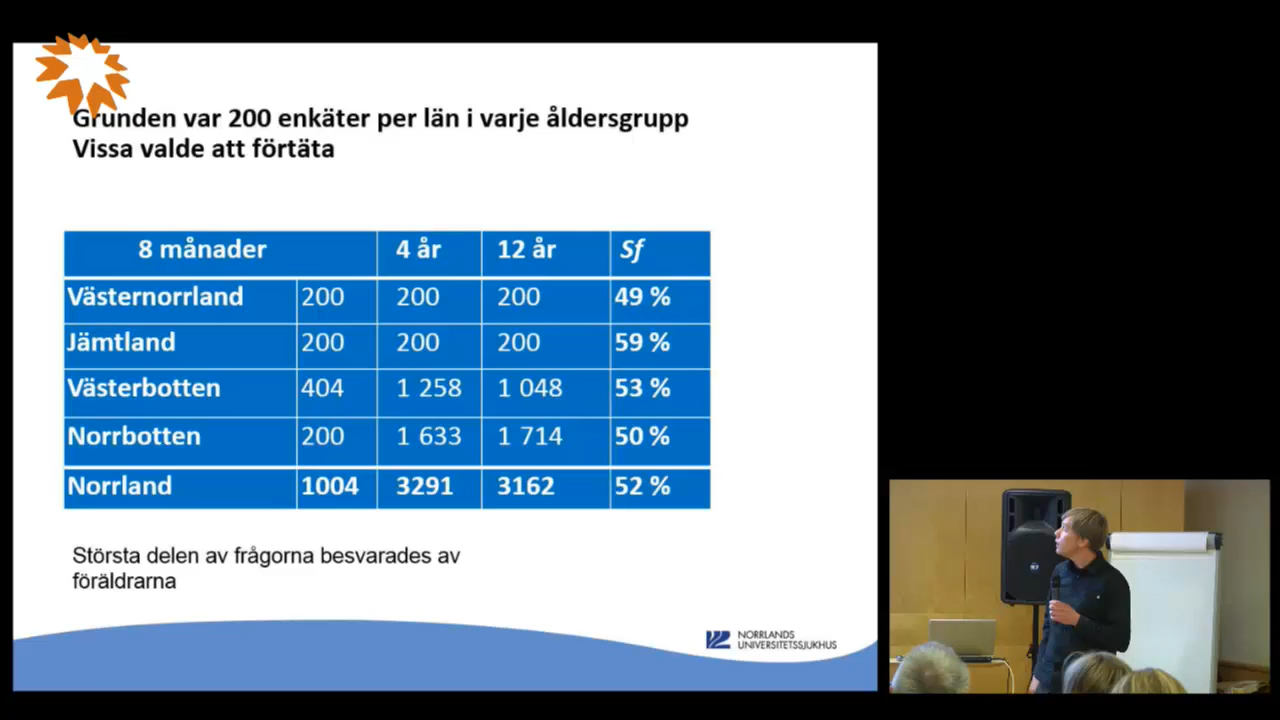 Grunden var 200 enkäter per län i varje åldersgrupp
Vissa valde att förtäta
8 månader 4 år 12 år Sf
Västernorrland 200 200 200 49 %
Jämtland 200 200 200 59 %
Västerbotten 404 1 258 1 048 53 %
Norrbotten 200 1 633 1 714 50 %
Norrland 1004 3291 3162 52 %
Största delen av frågorna besvarades av
föräldrarna
NORRLANDS
UNIVERSITETSSJUKHUS